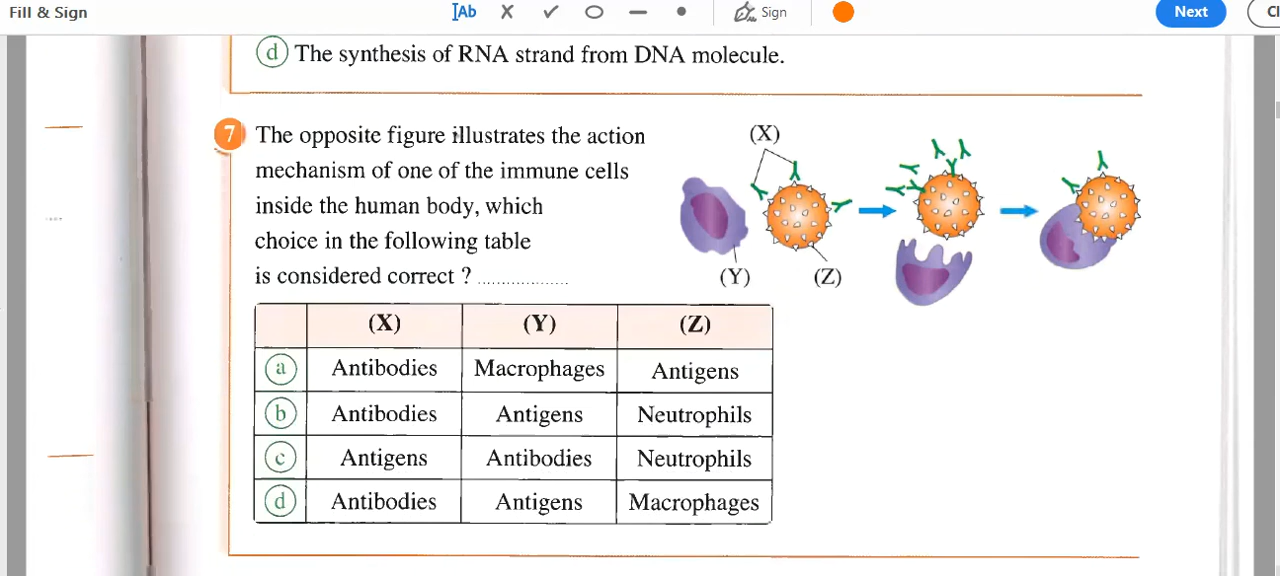 Fill & Sign
Ab
Sign
Next
Cl
d The synthesis of RNA strand from DNA molecule.
7 The opposite figure illustrates the action
mechanism of one of the immune cells
inside the human body, which
choice in the following table
is considered correct ? ..................
(X)
(Y)
(Z)
(X) (Y) (Z)
a Antibodies Macrophages Antigens
b Antibodies Antigens Neutrophils
c Antigens Antibodies Neutrophils
d Antibodies Antigens Macrophages